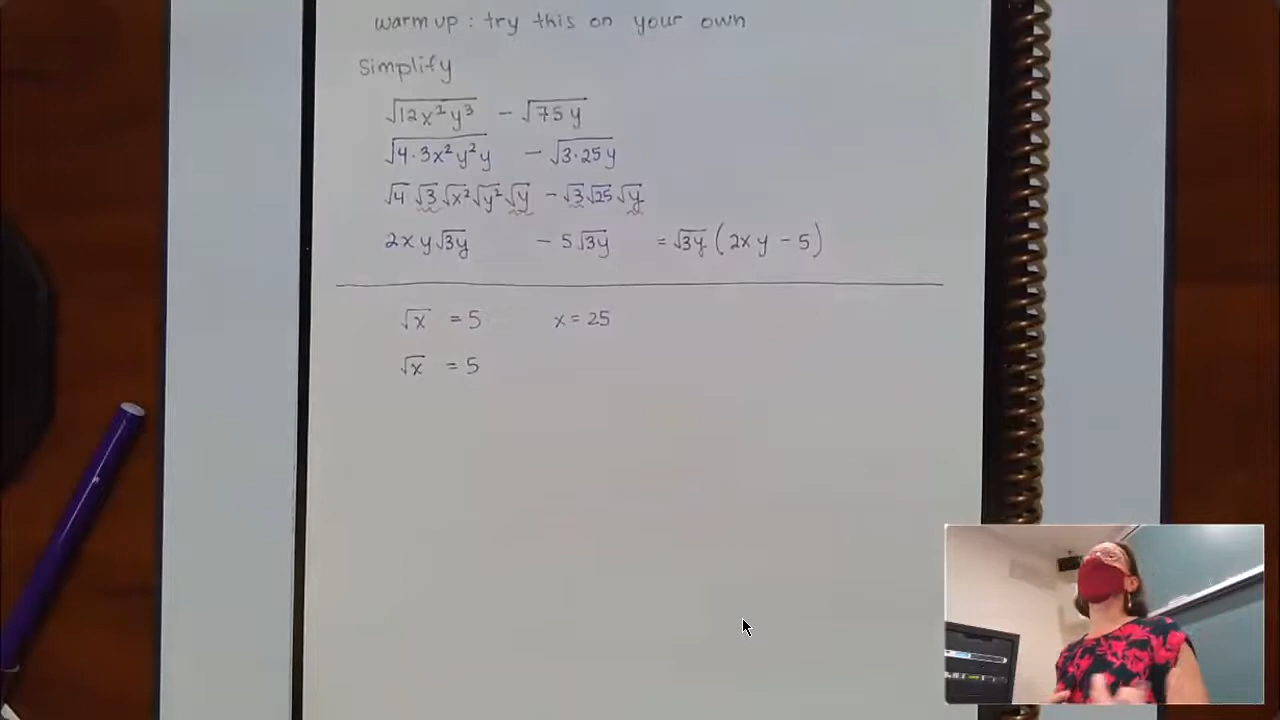 warm up : try this on your own
Simplify
√12x²y³ - √75y
√4·3x²y²y - √3·25y
√4 √3 √x² √y² √y - √3 √25 √y
2xy√3y - 5√3y = √3y (2xy - 5)
√x = 5 x = 25
√x = 5